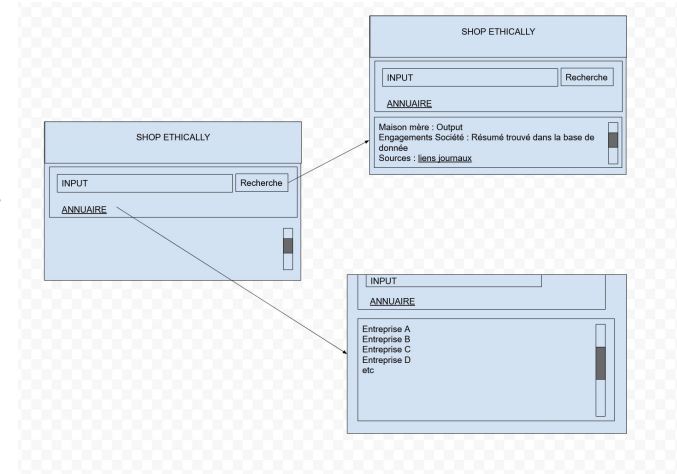 SHOP ETHICALLY
INPUT
Recherche
ANNUAIRE
SHOP ETHICALLY
INPUT
Recherche
ANNUAIRE
Maison mère : Output
Engagements Société : Résumé trouvé dans la base de
donnée
Sources : liens journaux
INPUT
ANNUAIRE
Entreprise A
Entreprise B
Entreprise C
Entreprise D
etc